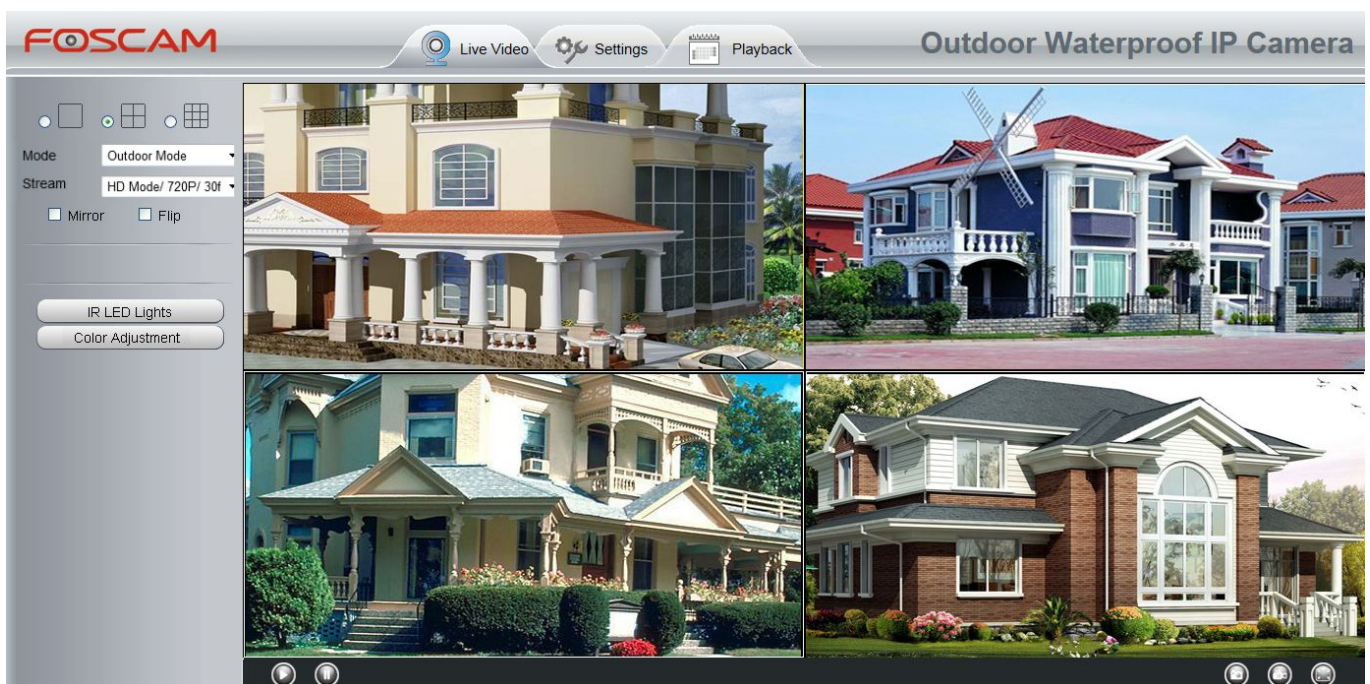 FOSCAM
Live Video
Settings
Playback
Outdoor Waterproof IP Camera
Mode
Outdoor Mode
Stream
HD Mode/ 720P/ 30f
Mirror
Flip
IR LED Lights
Color Adjustment